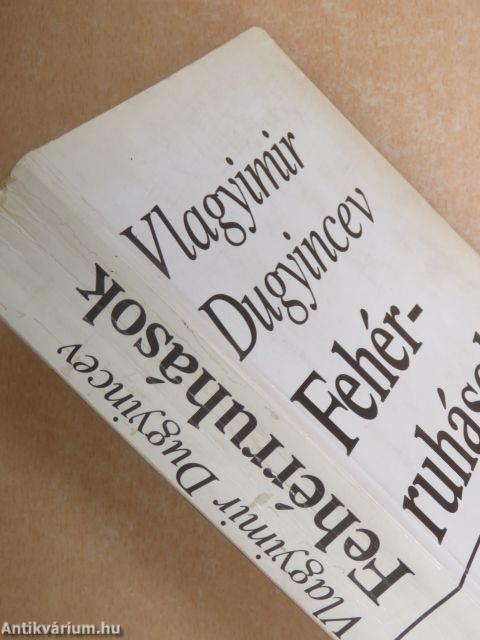 Vlagyimir
Dugyincev
Fehér-
ruhások
Vlagyimir Dugyincev
Fehérruhások
Antikvárium.hu